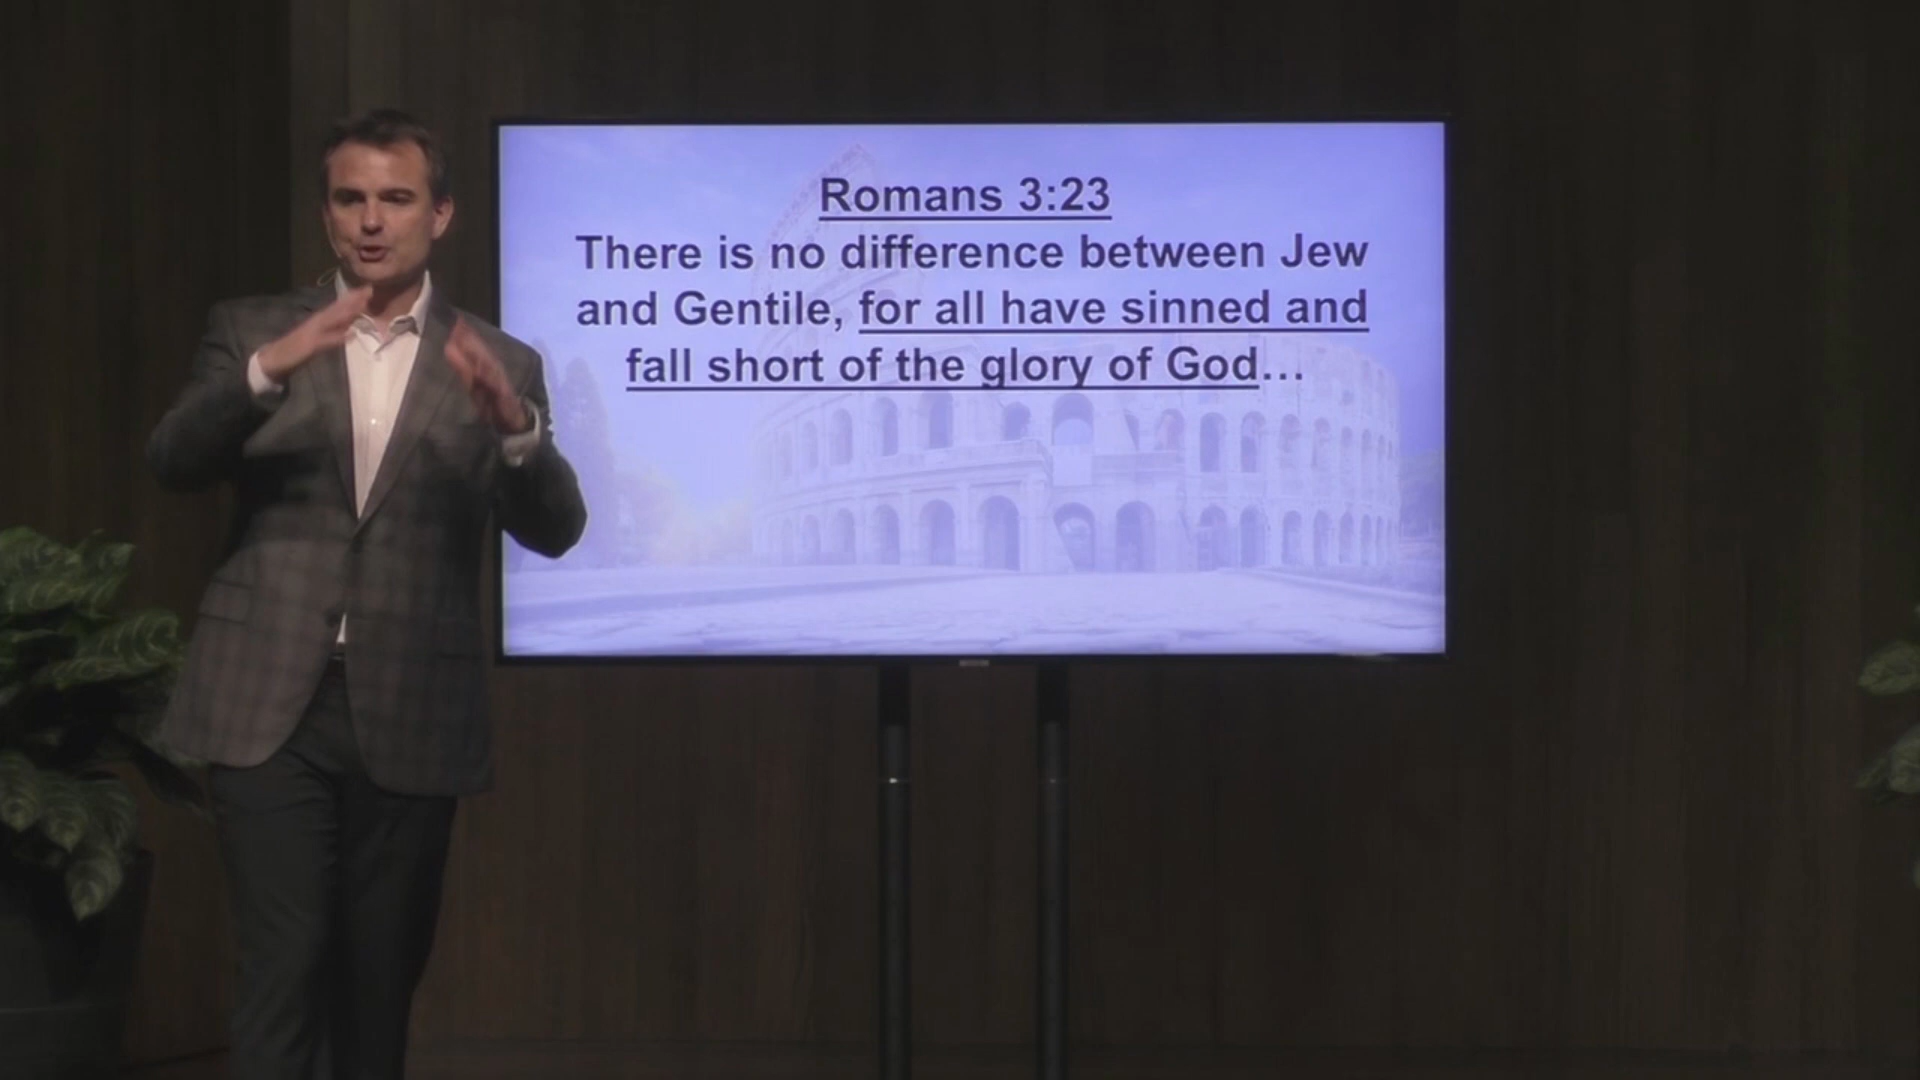 Romans 3:23
There is no difference between Jew
and Gentile, for all have sinned and
fall short of the glory of God...